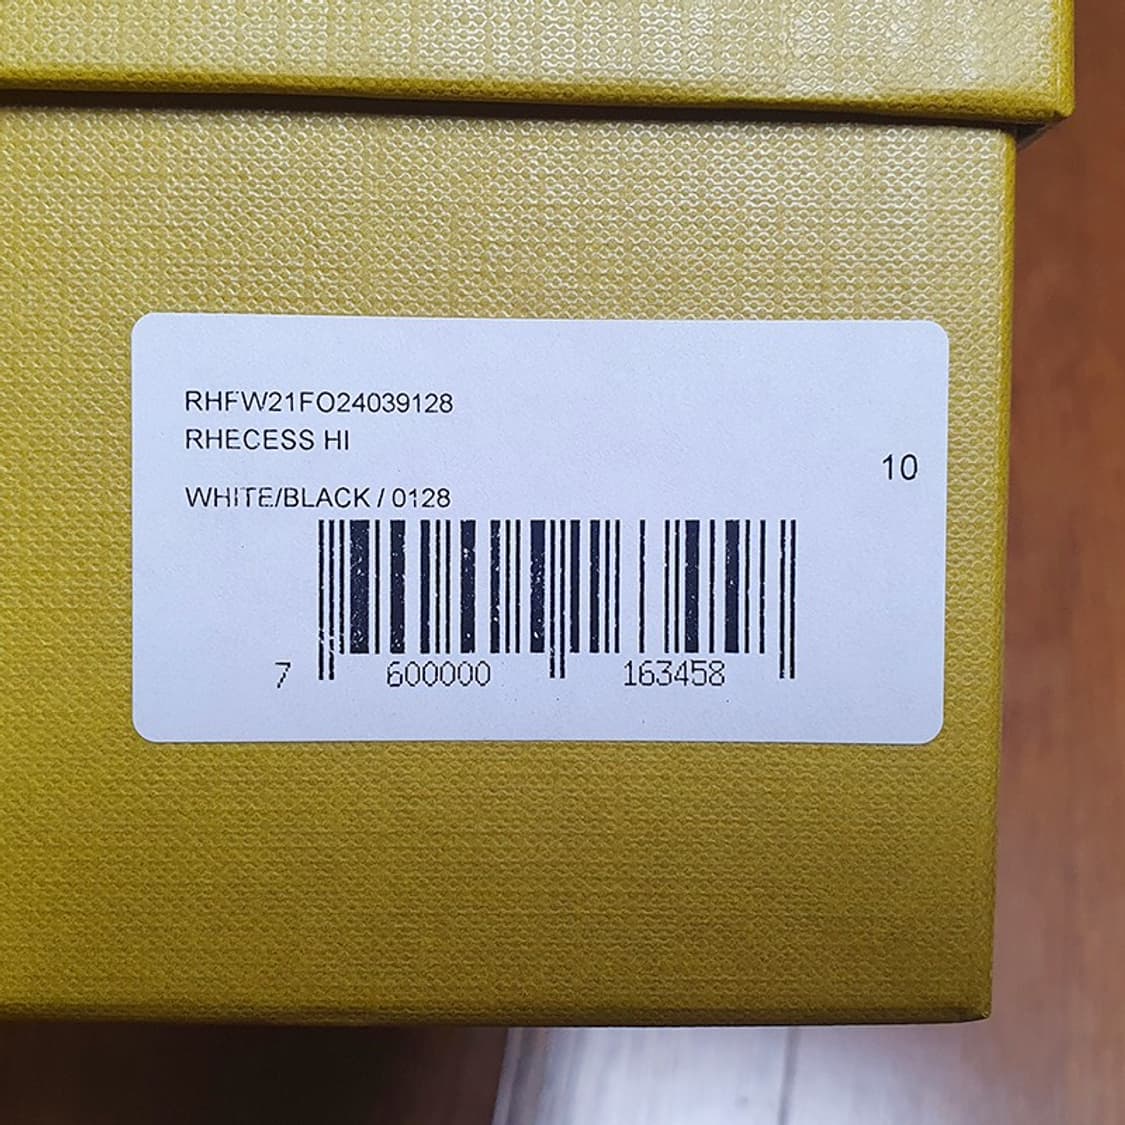 RHFW21FO24039128
RHECESS HI
10
WHITE/BLACK / 0128
7 600000 163458